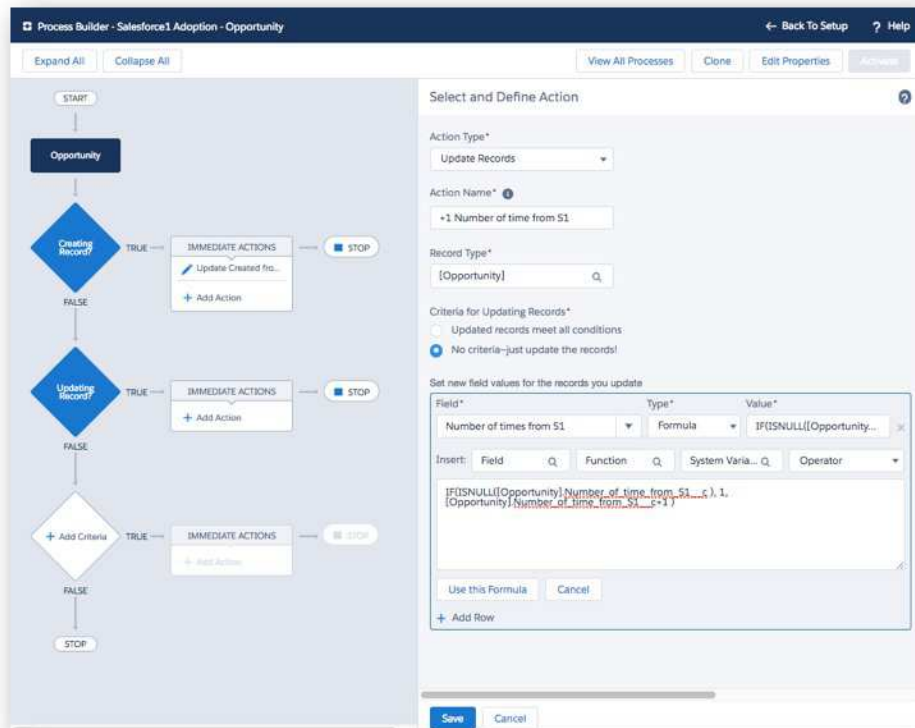 Process Builder - Salesforce1 Adoption - Opportunity
← Back To Setup
? Help
Expand All
Collapse All
View All Processes
Clone
Edit Properties
Activate
START
Opportunity
Creating
Record?
TRUE
IMMEDIATE ACTIONS
Update Created fro...
+ Add Action
STOP
FALSE
Updating
Record?
TRUE
IMMEDIATE ACTIONS
+ Add Action
STOP
FALSE
+ Add Criteria
TRUE
IMMEDIATE ACTIONS
+ Add Action
STOP
FALSE
STOP
Select and Define Action
?
Action Type*
Update Records
Action Name* i
+1 Number of time from S1
Record Type*
[Opportunity]
Criteria for Updating Records*
Updated records meet all conditions
No criteria—just update the records!
Set new field values for the records you update
Field* Type* Value*
Number of times from S1 Formula IF(ISNULL([Opportunity...
Insert: Field Function System Varia... Operator
IF(ISNULL([Opportunity].Number_of_time_from_S1__c ), 1,
[Opportunity].Number_of_time_from_S1__c+1 )
Use this Formula Cancel
+ Add Row
Save Cancel